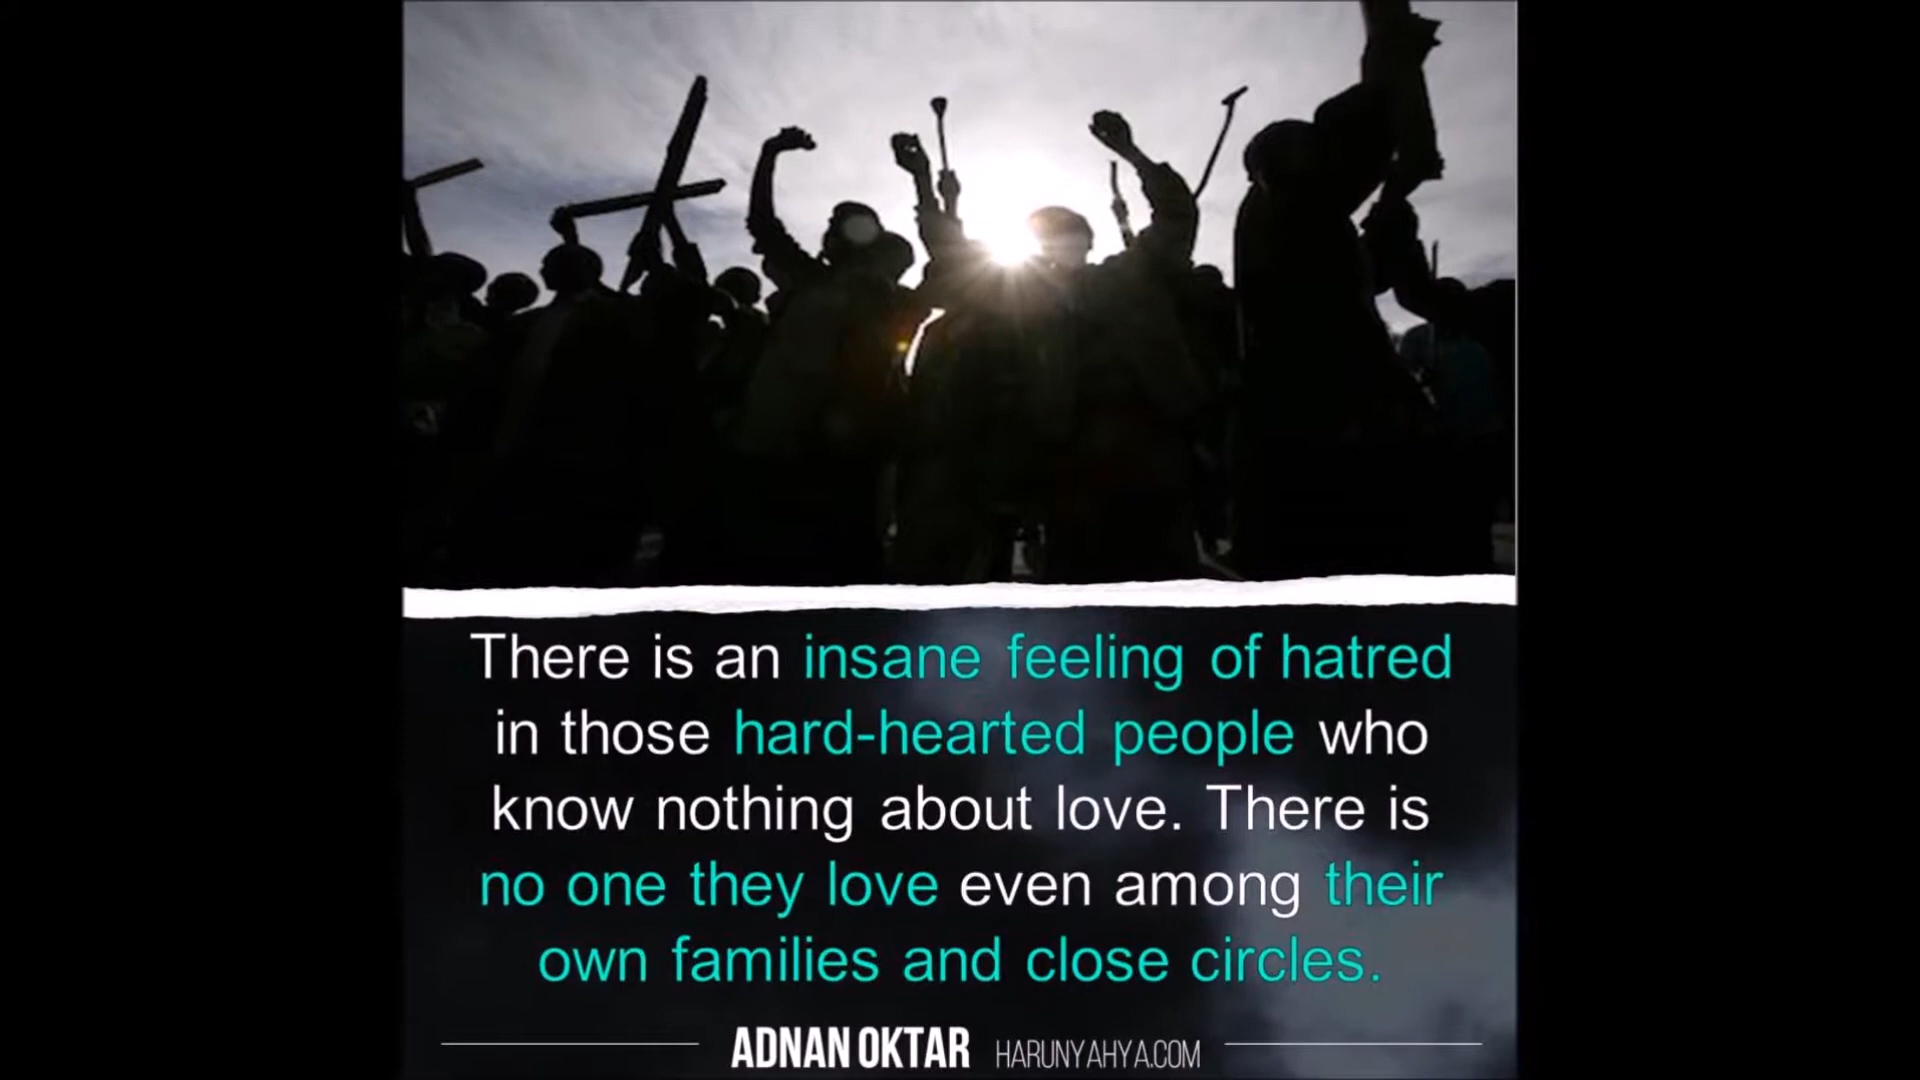 There is an insane feeling of hatred
in those hard-hearted people who
know nothing about love. There is
no one they love even among their
own families and close circles.
ADNAN OKTAR HARUNYAHYA.COM